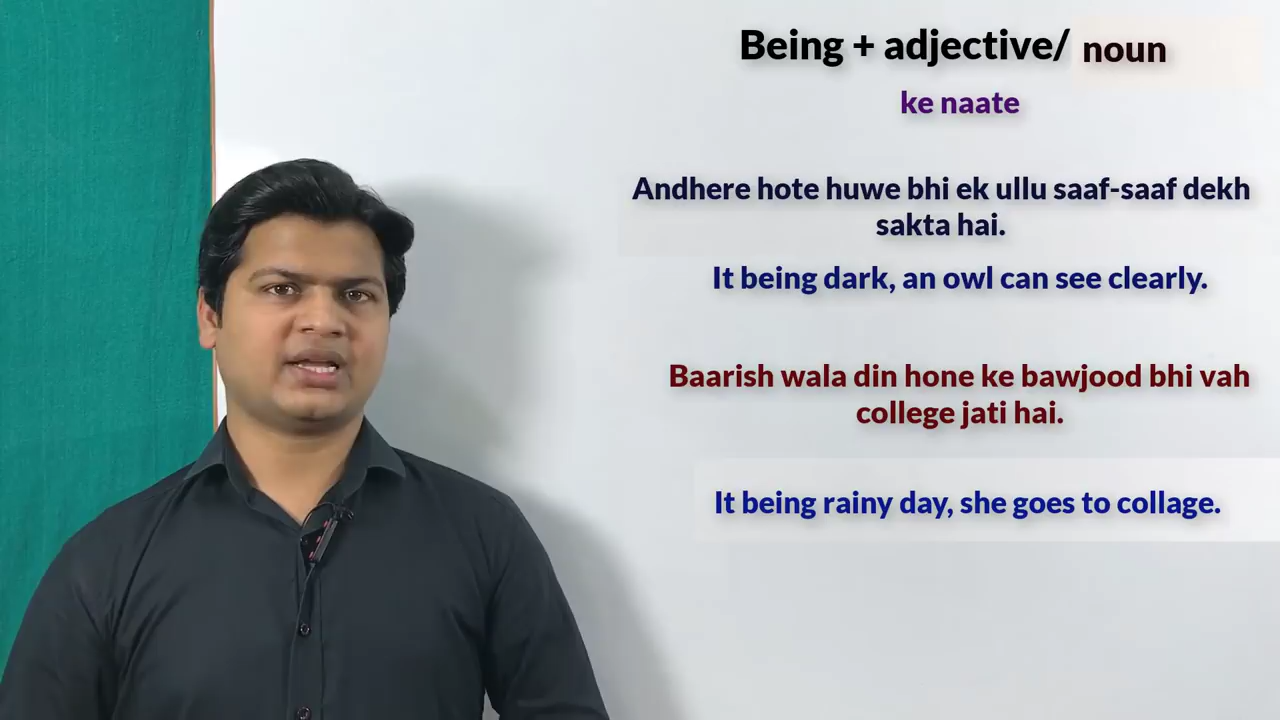 Being + adjective/ noun
ke naate
Andhere hote huwe bhi ek ullu saaf-saaf dekh
sakta hai.
It being dark, an owl can see clearly.
Baarish wala din hone ke bawjood bhi vah
college jati hai.
It being rainy day, she goes to collage.